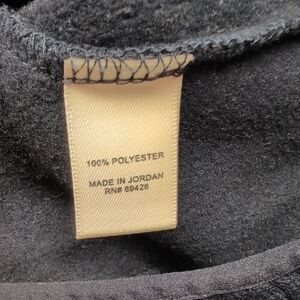 100% POLYESTER
MADE IN JORDAN
RN# 69426